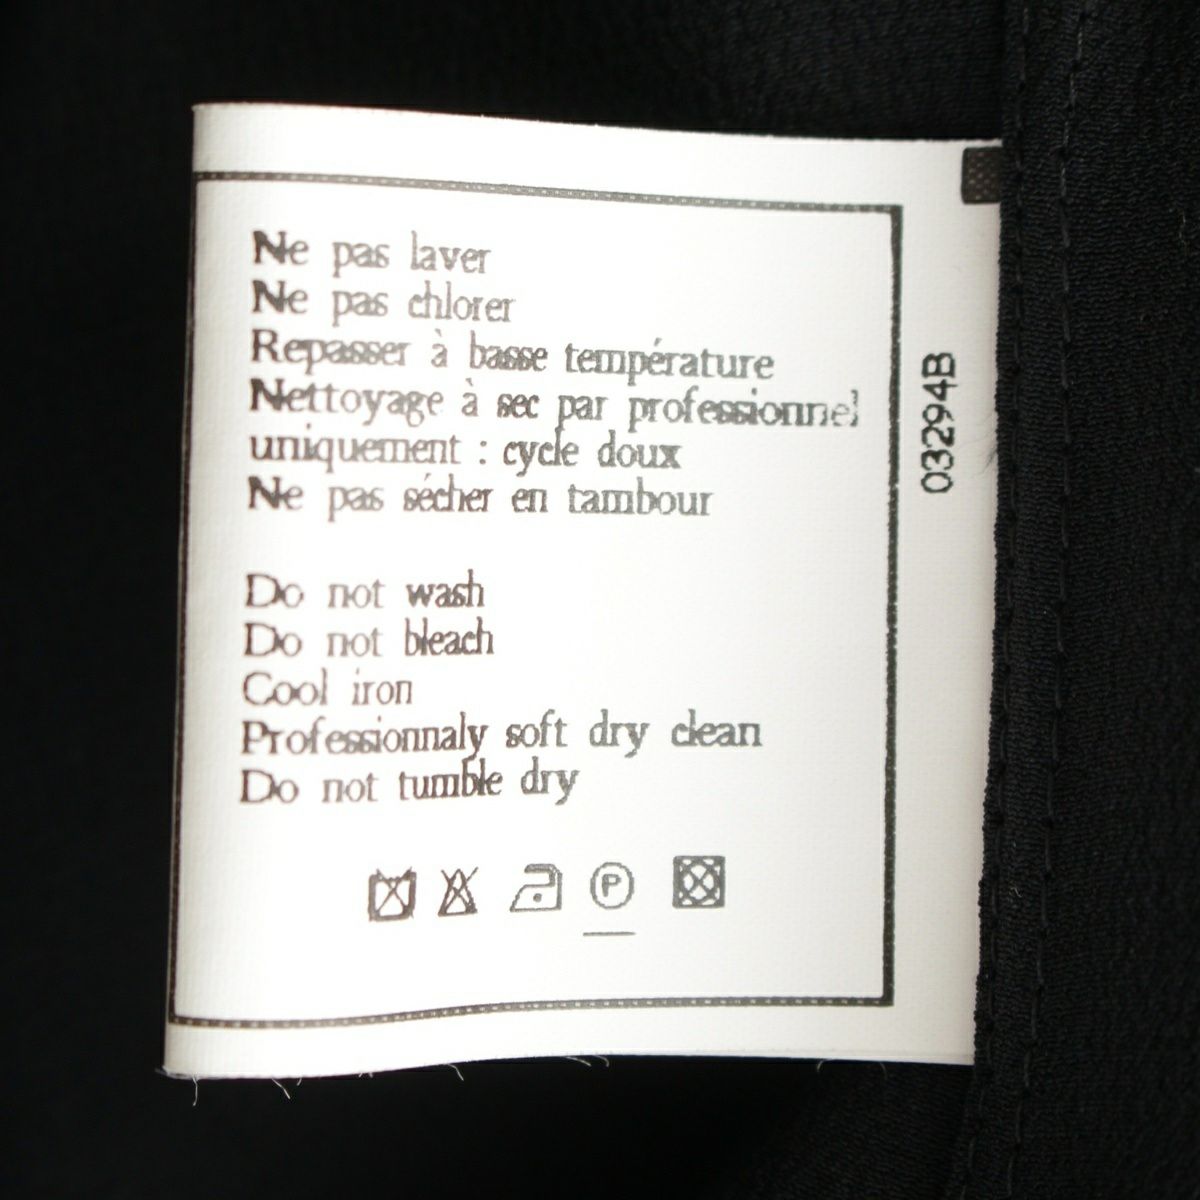 Ne pas laver
Ne pas chlorer
Repasser à basse température
Nettoyage à sec par professionnel
uniquement : cycle doux
Ne pas sécher en tambour
Do not wash
Do not bleach
Cool iron
Professionnaly soft dry clean
Do not tumble dry
P
03294B